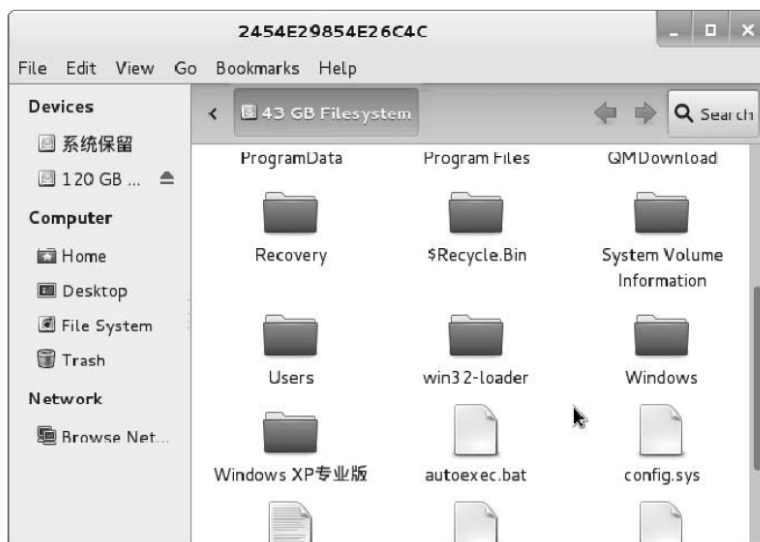 2454E29854E26C4C
File Edit View Go Bookmarks Help
Devices
系统保留
120 GB ...
Computer
Home
Desktop
File System
Trash
Network
Browse Net...
43 GB Filesystem
Search
ProgramData Program Files QMDownload
Recovery $Recycle.Bin System Volume
Information
Users win32-loader Windows
Windows XP专业版 autoexec.bat config.sys